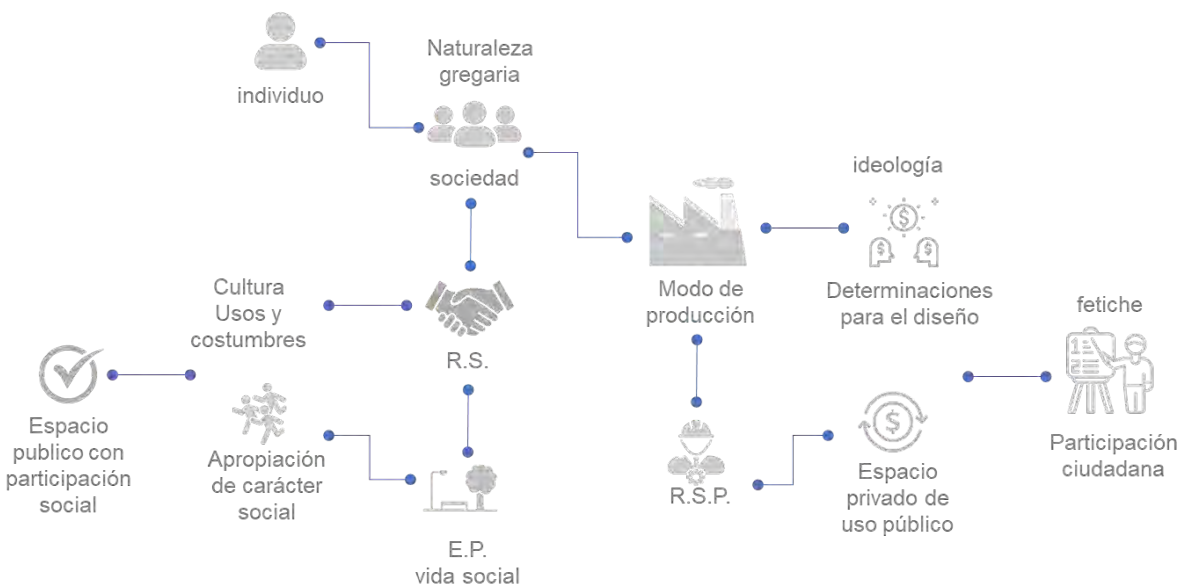 individuo
Naturaleza
gregaria
sociedad
ideología
Modo de
producción
Determinaciones
para el diseño
fetiche
Cultura
Usos y
costumbres
R.S.
Espacio
publico con
participación
social
Apropiación
de carácter
social
E.P.
vida social
R.S.P.
Espacio
privado de
uso público
Participación
ciudadana